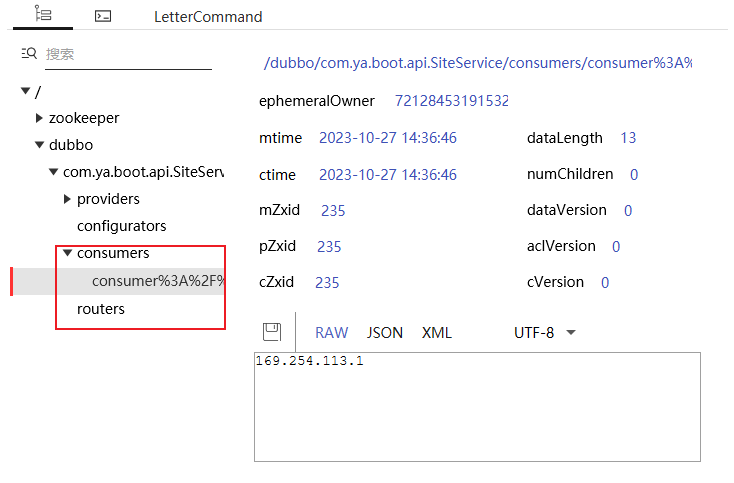 LetterCommand
搜索
/
zookeeper
dubbo
com.ya.boot.api.SiteServ
providers
configurators
consumers
consumer%3A%2F%
routers
/dubbo/com.ya.boot.api.SiteService/consumers/consumer%3A%
ephemeralOwner 72128453191532
mtime 2023-10-27 14:36:46 dataLength 13
ctime 2023-10-27 14:36:46 numChildren 0
mZxid 235 dataVersion 0
pZxid 235 aclVersion 0
cZxid 235 cVersion 0
RAW JSON XML UTF-8
169.254.113.1